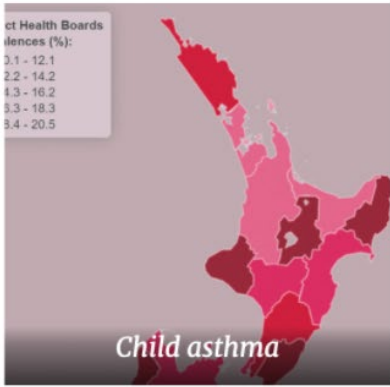 ct Health Boards
lences (%):
0.1 - 12.1
2.2 - 14.2
4.3 - 16.2
6.3 - 18.3
8.4 - 20.5
Child asthma